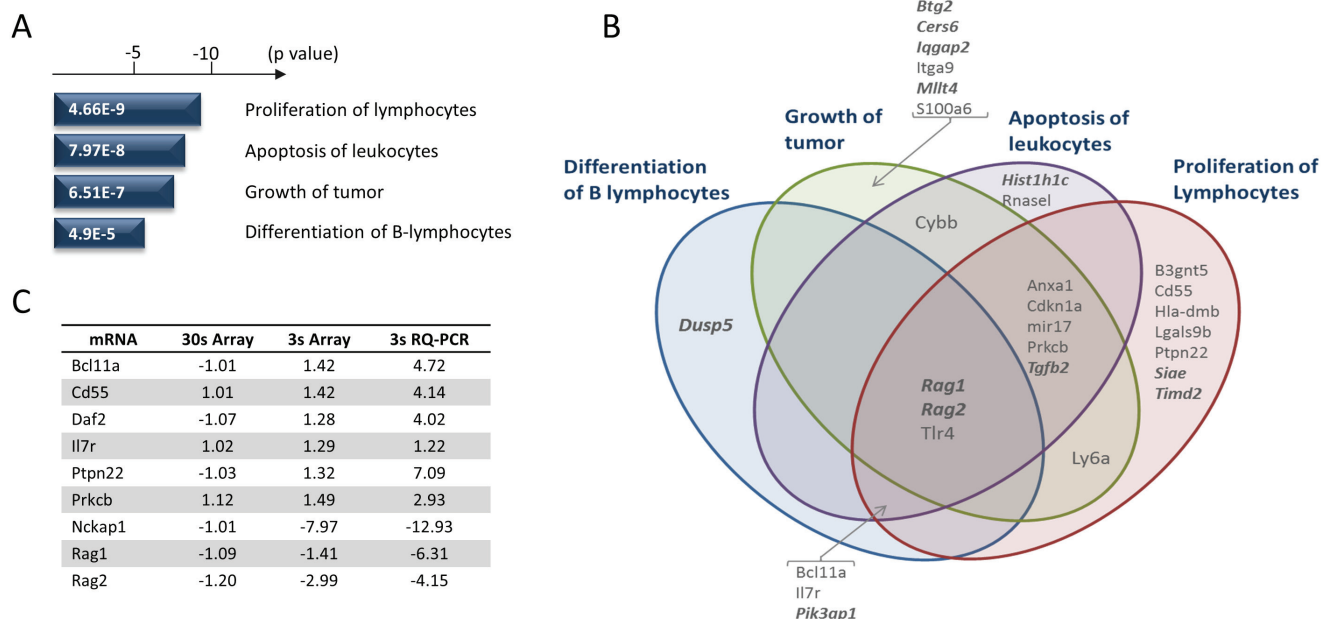 A
-5 -10 (p value)
4.66E-9 Proliferation of lymphocytes
7.97E-8 Apoptosis of leukocytes
6.51E-7 Growth of tumor
4.9E-5 Differentiation of B-lymphocytes
B
Btg2
Cers6
Iqgap2
Itga9
Mllt4
S100a6
Growth of
tumor
Apoptosis of
leukocytes
Differentiation
of B lymphocytes
Proliferation of
Lymphocytes
Hist1h1c
Rnasel
Cybb
B3gnt5
Cd55
Hla-dmb
Lgals9b
Ptpn22
Siae
Timd2
Anxa1
Cdkn1a
mir17
Prkcb
Tgfb2
Dusp5
Rag1
Rag2
Tlr4
Ly6a
Bcl11a
Il7r
Pik3ap1
C
mRNA 30s Array 3s Array 3s RQ-PCR
Bcl11a -1.01 1.42 4.72
Cd55 1.01 1.42 4.14
Daf2 -1.07 1.28 4.02
Il7r 1.02 1.29 1.22
Ptpn22 -1.03 1.32 7.09
Prkcb 1.12 1.49 2.93
Nckap1 -1.01 -7.97 -12.93
Rag1 -1.09 -1.41 -6.31
Rag2 -1.20 -2.99 -4.15